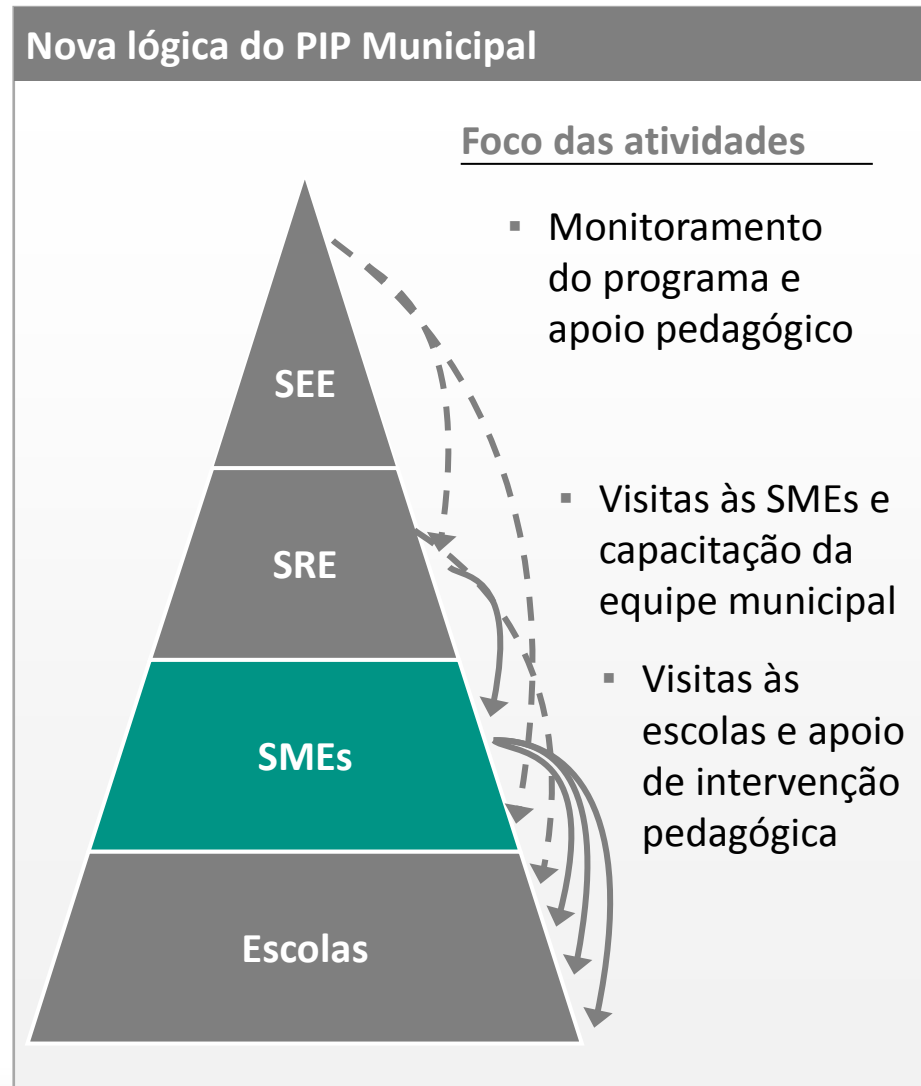 Nova lógica do PIP Municipal
Foco das atividades
▪ Monitoramento
do programa e
apoio pedagógico
SEE
▪ Visitas às SMEs e
capacitação da
equipe municipal
SRE
▪ Visitas às
escolas e apoio
de intervenção
pedagógica
SMEs
Escolas